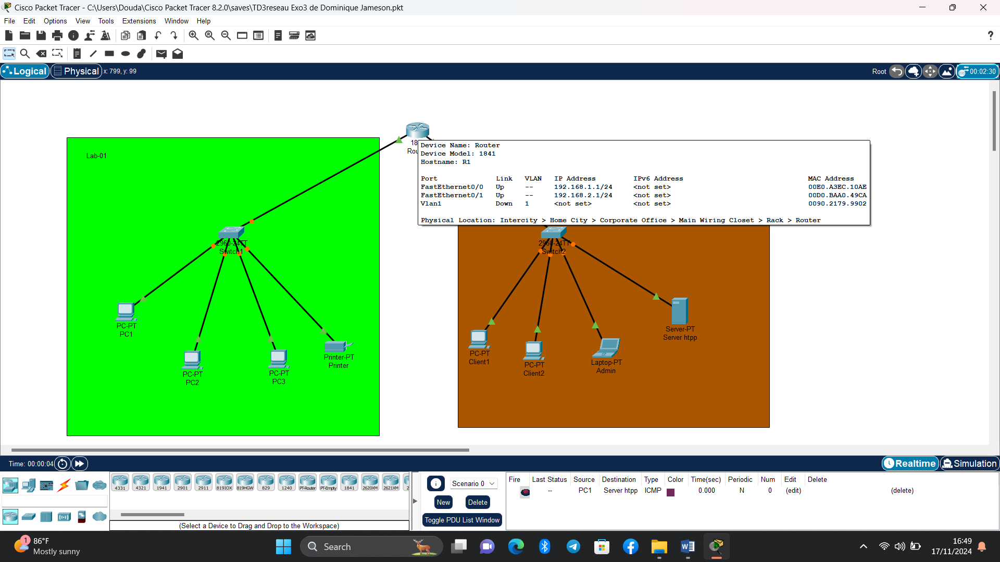 Cisco Packet Tracer - C:\Users\Douda\Cisco Packet Tracer 8.2.0\saves\TD3reseau Exo3 de Dominique Jameson.pkt
File Edit Options View Tools Extensions Window Help
?
Logical Physical x: 799, y: 99 Root 00:02:30
Lab-01
Device Name: Router
Device Model: 1841
Hostname: R1
Port Link VLAN IP Address IPv6 Address MAC Address
FastEthernet0/0 Up -- 192.168.1.1/24 <not set> 00E0.A3EC.10AE
FastEthernet0/1 Up -- 192.168.2.1/24 <not set> 00D0.BAA0.49CA
Vlan1 Down 1 <not set> <not set> 0090.2179.9902
Physical Location: Intercity > Home City > Corporate Office > Main Wiring Closet > Rack > Router
18
Rou
2960-24TT
Switch1
2960-24TT
Switch2
PC-PT
PC1
PC-PT
PC2
PC-PT
PC3
Printer-PT
Printer
PC-PT
Client1
PC-PT
Client2
Laptop-PT
Admin
Server-PT
Server htpp
Time: 00:00:04 Realtime Simulation
4331 4321 1941 2901 2911 819IOX 819HGW 829 1240 PT-Router PT-Empty 1841 2620XM 2621XM 2
(Select a Device to Drag and Drop to the Workspace)
Scenario 0
New Delete
Toggle PDU List Window
Fire Last Status Source Destination Type Color Time(sec) Periodic Num Edit Delete
-- PC1 Server htpp ICMP 0.000 N 0 (edit) (delete)
1
86°F
Mostly sunny
Search
16:49
17/11/2024